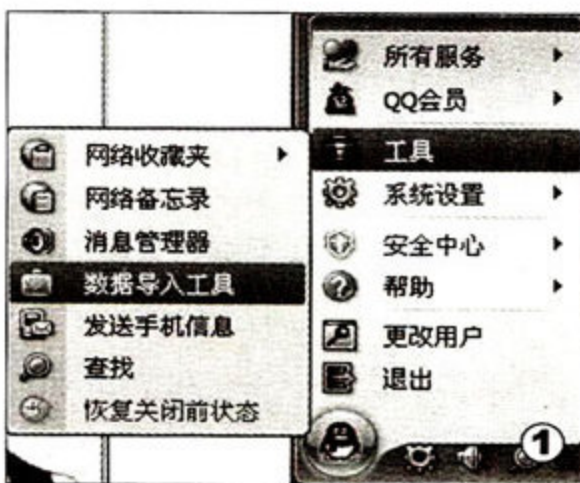 所有服务
QQ会员
工具
系统设置
安全中心
帮助
更改用户
退出
网络收藏夹
网络备忘录
消息管理器
数据导入工具
发送手机信息
查找
恢复关闭前状态
①